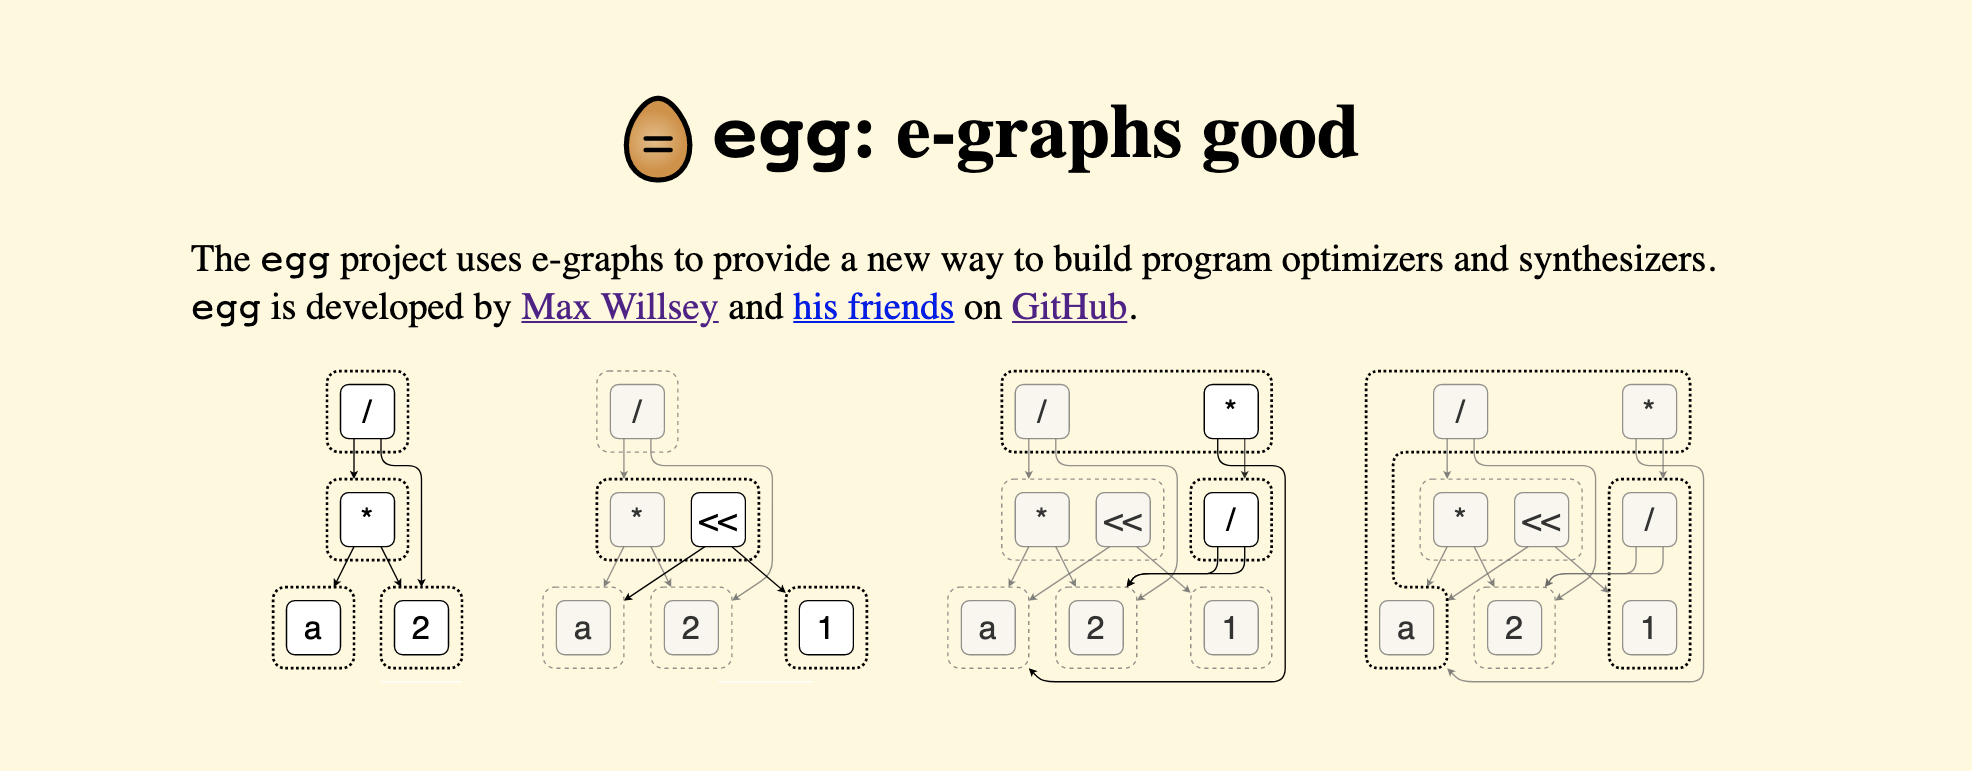 = egg: e-graphs good
The egg project uses e-graphs to provide a new way to build program optimizers and synthesizers.
egg is developed by Max Willsey and his friends on GitHub.
/ / / * / *
* * << * << / * << /
a 2 a 2 1 a 2 1 a 2 1